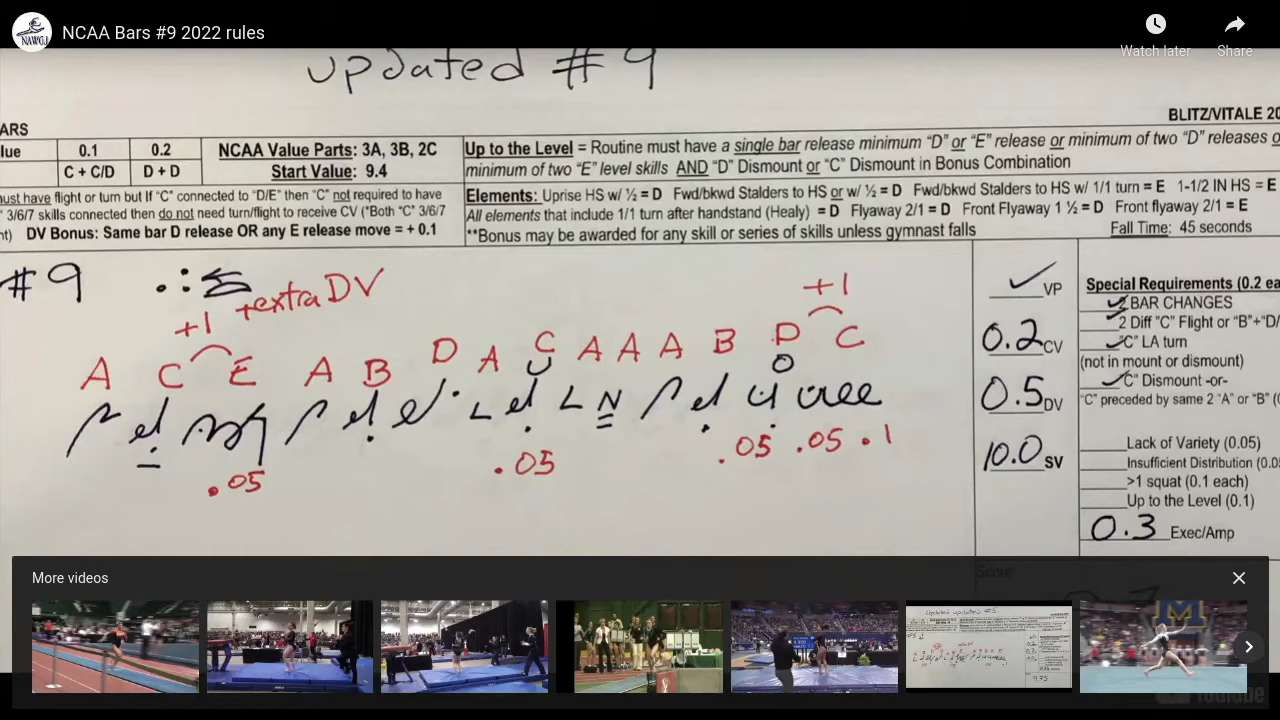 NCAA Bars #9 2022 rules
NAWGJ
Watch later
Share
updated #9
BLITZ/VITALE 20
ARS
lue 0.1 0.2
C + C/D D + D
NCAA Value Parts: 3A, 3B, 2C
Start Value: 9.4
Up to the Level = Routine must have a single bar release minimum “D” or “E” release or minimum of two “D” releases o
minimum of two “E” level skills AND “D” Dismount or “C” Dismount in Bonus Combination
must have flight or turn but If “C” connected to “D/E” then “C” not required to have
3/6/7 skills connected then do not need turn/flight to receive CV (*Both “C” 3/6/7
nt) DV Bonus: Same bar D release OR any E release move = + 0.1
Elements: Uprise HS w/ ½ = D Fwd/bkwd Stalders to HS or w/ ½ = D Fwd/bkwd Stalders to HS w/ 1/1 turn = E 1-1/2 IN HS = E
All elements that include 1/1 turn after handstand (Healy) = D Flyaway 2/1 = D Front Flyaway 1 ½ = D Front flyaway 2/1 = E
**Bonus may be awarded for any skill or series of skills unless gymnast falls
Fall Time: 45 seconds
#9
+1 +extra DV
+1
A C E A B D A C A A A B D C
.05 .05 .05 .05 .1
VP
0.2 CV
0.5 DV
10.0 SV
Special Requirements (0.2 ea
2 BAR CHANGES
2 Diff “C” Flight or “B”+“D/
“C” LA turn
(not in mount or dismount)
“C” Dismount -or-
“C” preceded by same 2 “A” or “B” (
Lack of Variety (0.05)
Insufficient Distribution (0.0
>1 squat (0.1 each)
Up to the Level (0.1)
0.3 Exec/Amp
Score
More videos
YouTube